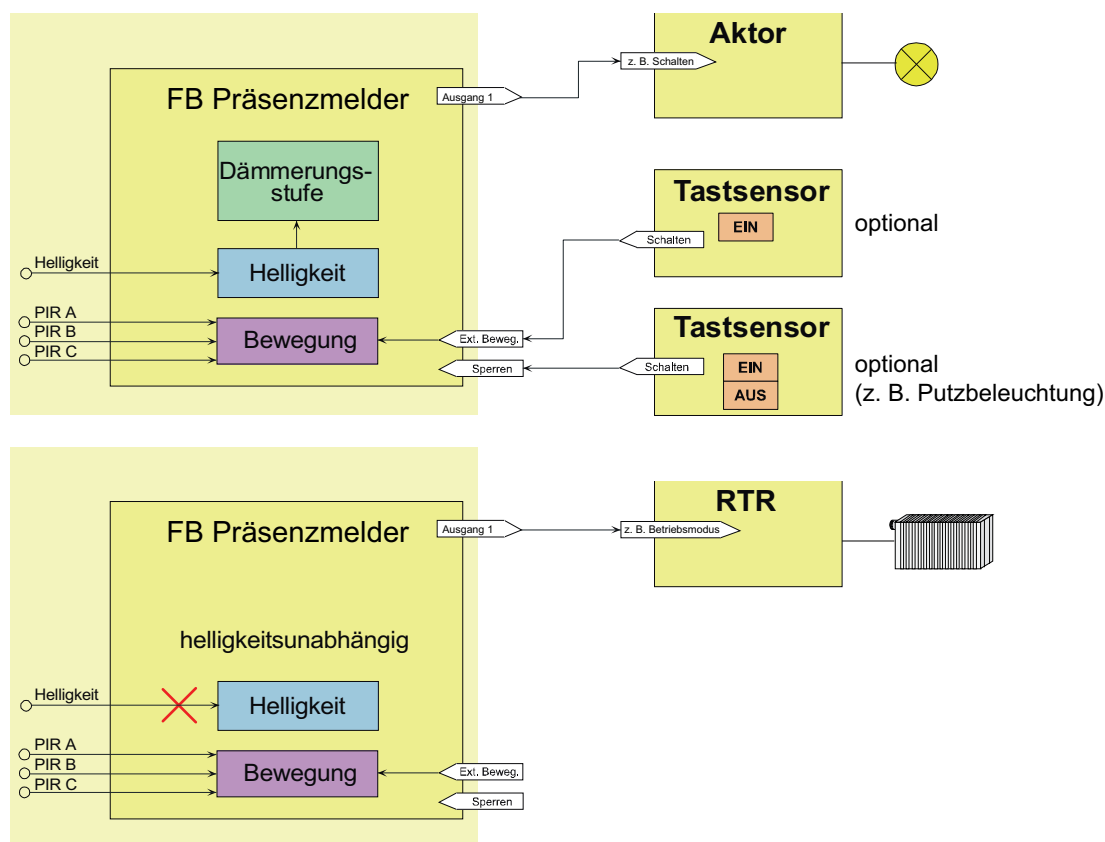 Aktor
z. B. Schalten
FB Präsenzmelder
Ausgang 1
Dämmerungs-
stufe
Tastsensor
EIN
optional
Schalten
Helligkeit
Helligkeit
PIR A
PIR B
PIR C
Bewegung
Ext. Beweg.
Sperren
Tastsensor
Schalten
EIN
AUS
optional
(z. B. Putzbeleuchtung)
RTR
FB Präsenzmelder
Ausgang 1
z. B. Betriebsmodus
helligkeitsunabhängig
Helligkeit
Helligkeit
PIR A
PIR B
PIR C
Bewegung
Ext. Beweg.
Sperren